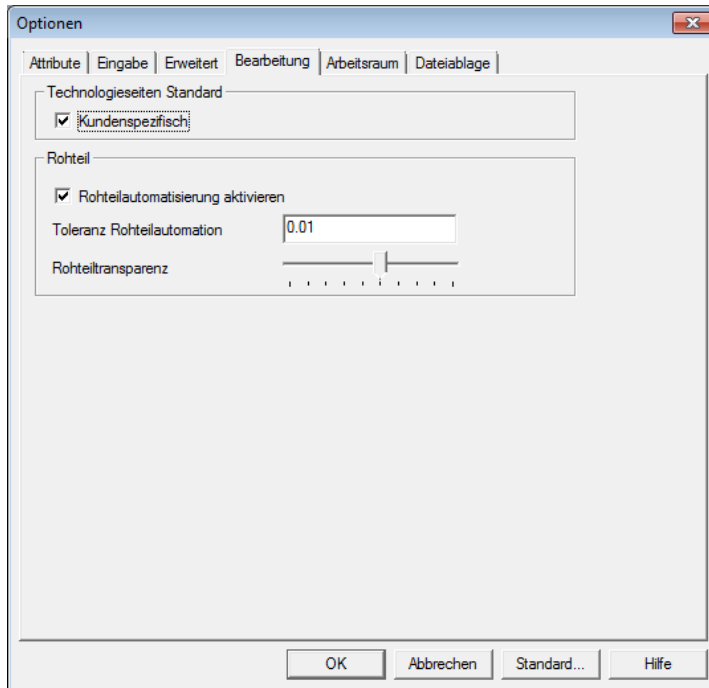 Optionen
Attribute Eingabe Erweitert Bearbeitung Arbeitsraum Dateiablage
Technologieseiten Standard
Kundenspezifisch
Rohteil
Rohteilautomatisierung aktivieren
Toleranz Rohteilautomation 0.01
Rohteiltransparenz
OK Abbrechen Standard... Hilfe